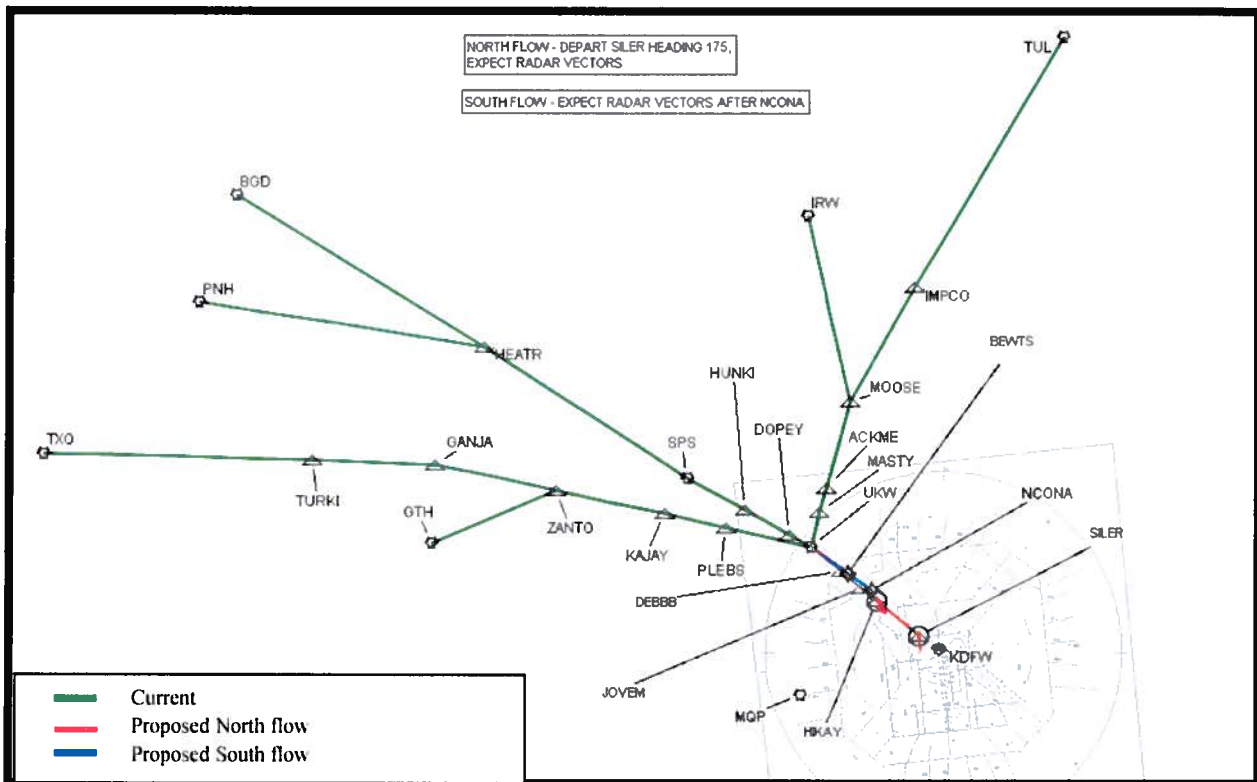 NORTH FLOW - DEPART SILER HEADING 175,
EXPECT RADAR VECTORS
SOUTH FLOW - EXPECT RADAR VECTORS AFTER NCONA
TUL
BGD
IRW
PNH
IMPCO
BEWTS
HEATR
HUNKI
MOOSE
DOPEY
TXO
GANJA
SPS
ACKME
MASTY
TURKI
GTH
ZANTO
UKW
NCONA
KAJAY
PLEBS
SILER
DEBBB
KDFW
JOVEM
MQP
HIKAY
Current
Proposed North flow
Proposed South flow